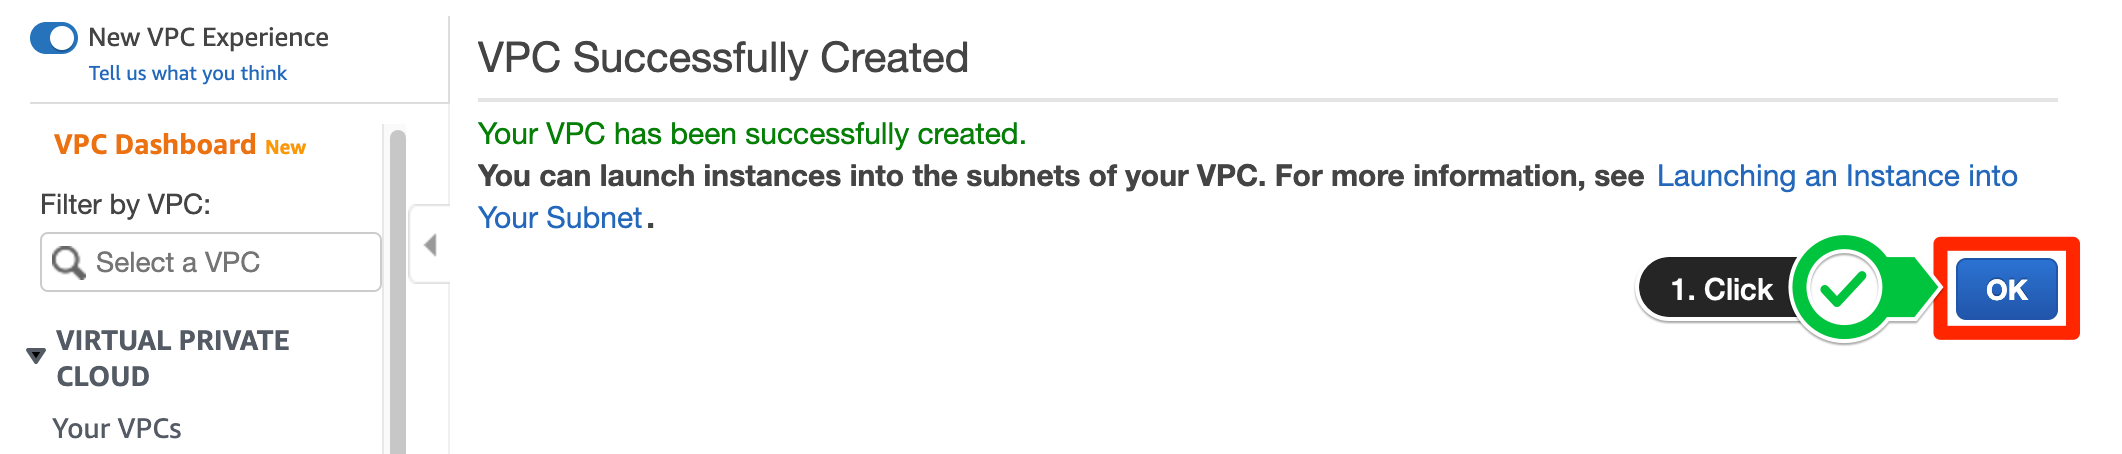 New VPC Experience
Tell us what you think
VPC Dashboard New
Filter by VPC:
Select a VPC
VIRTUAL PRIVATE
CLOUD
Your VPCs
VPC Successfully Created
Your VPC has been successfully created.
You can launch instances into the subnets of your VPC. For more information, see Launching an Instance into
Your Subnet.
1. Click
OK